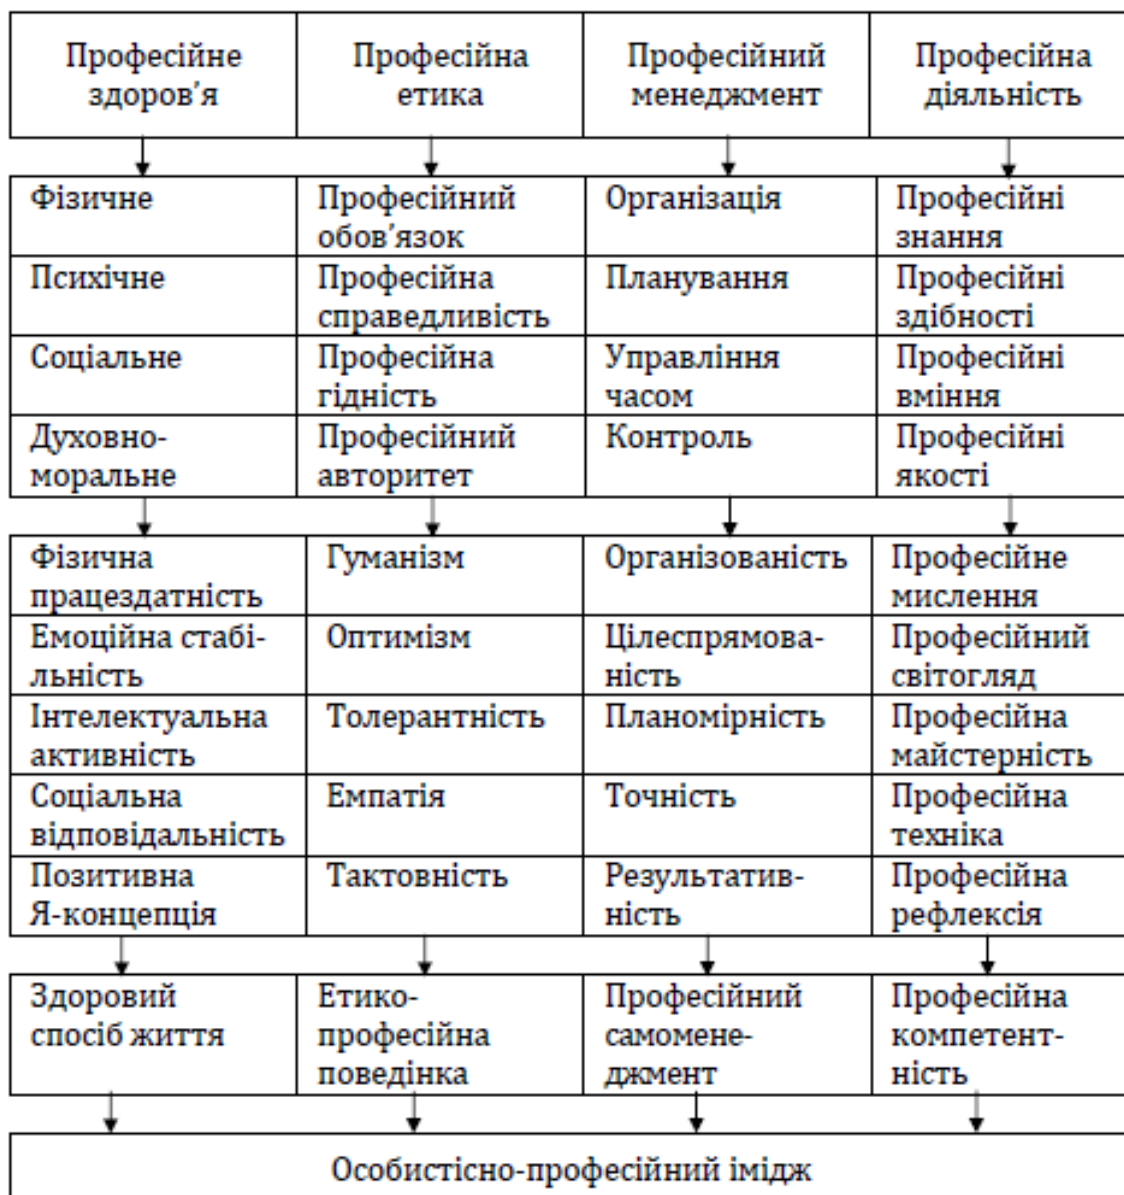 Професійне
здоров’я
Професійна
етика
Професійний
менеджмент
Професійна
діяльність
Фізичне
Професійний
обов’язок
Організація
Професійні
знання
Психічне
Професійна
справедливість
Планування
Професійні
здібності
Соціальне
Професійна
гідність
Управління
часом
Професійні
вміння
Духовно-
моральне
Професійний
авторитет
Контроль
Професійні
якості
Фізична
працездатність
Гуманізм
Організованість
Професійне
мислення
Емоційна стабі-
льність
Оптимізм
Цілеспрямова-
ність
Професійний
світогляд
Інтелектуальна
активність
Толерантність
Планомірність
Професійна
майстерність
Соціальна
відповідальність
Емпатія
Точність
Професійна
техніка
Позитивна
Я-концепція
Тактовність
Результатив-
ність
Професійна
рефлексія
Здоровий
спосіб життя
Етико-
професійна
поведінка
Професійний
самомене-
джмент
Професійна
компетент-
ність
Особистісно-професійний імідж